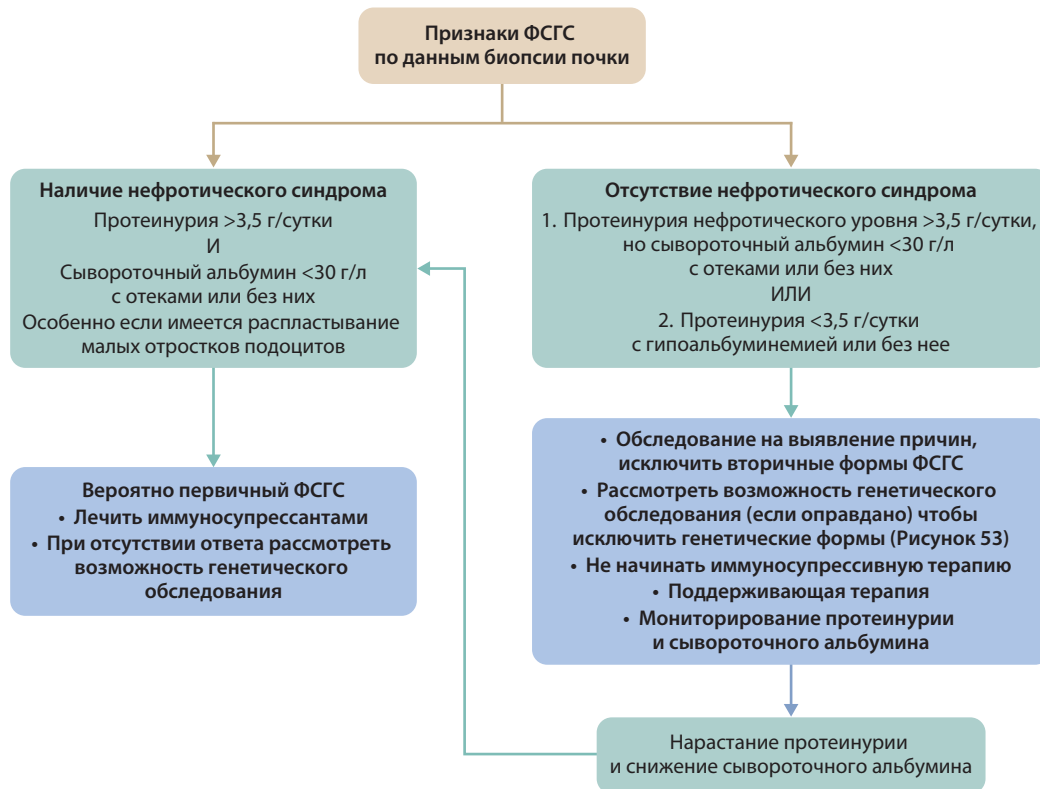 Признаки ФСГС
по данным биопсии почки
Наличие нефротического синдрома
Протеинурия >3,5 г/сутки
И
Сывороточный альбумин <30 г/л
с отеками или без них
Особенно если имеется распластывание
малых отростков подоцитов
Отсутствие нефротического синдрома
1. Протеинурия нефротического уровня >3,5 г/сутки,
но сывороточный альбумин <30 г/л
с отеками или без них
ИЛИ
2. Протеинурия <3,5 г/сутки
с гипоальбуминемией или без нее
Вероятно первичный ФСГС
• Лечить иммуносупрессантами
• При отсутствии ответа рассмотреть
возможность генетического
обследования
• Обследование на выявление причин,
исключить вторичные формы ФСГС
• Рассмотреть возможность генетического
обследования (если оправдано) чтобы
исключить генетические формы (Рисунок 53)
• Не начинать иммуносупрессивную терапию
• Поддерживающая терапия
• Мониторирование протеинурии
и сывороточного альбумина
Нарастание протеинурии
и снижение сывороточного альбумина